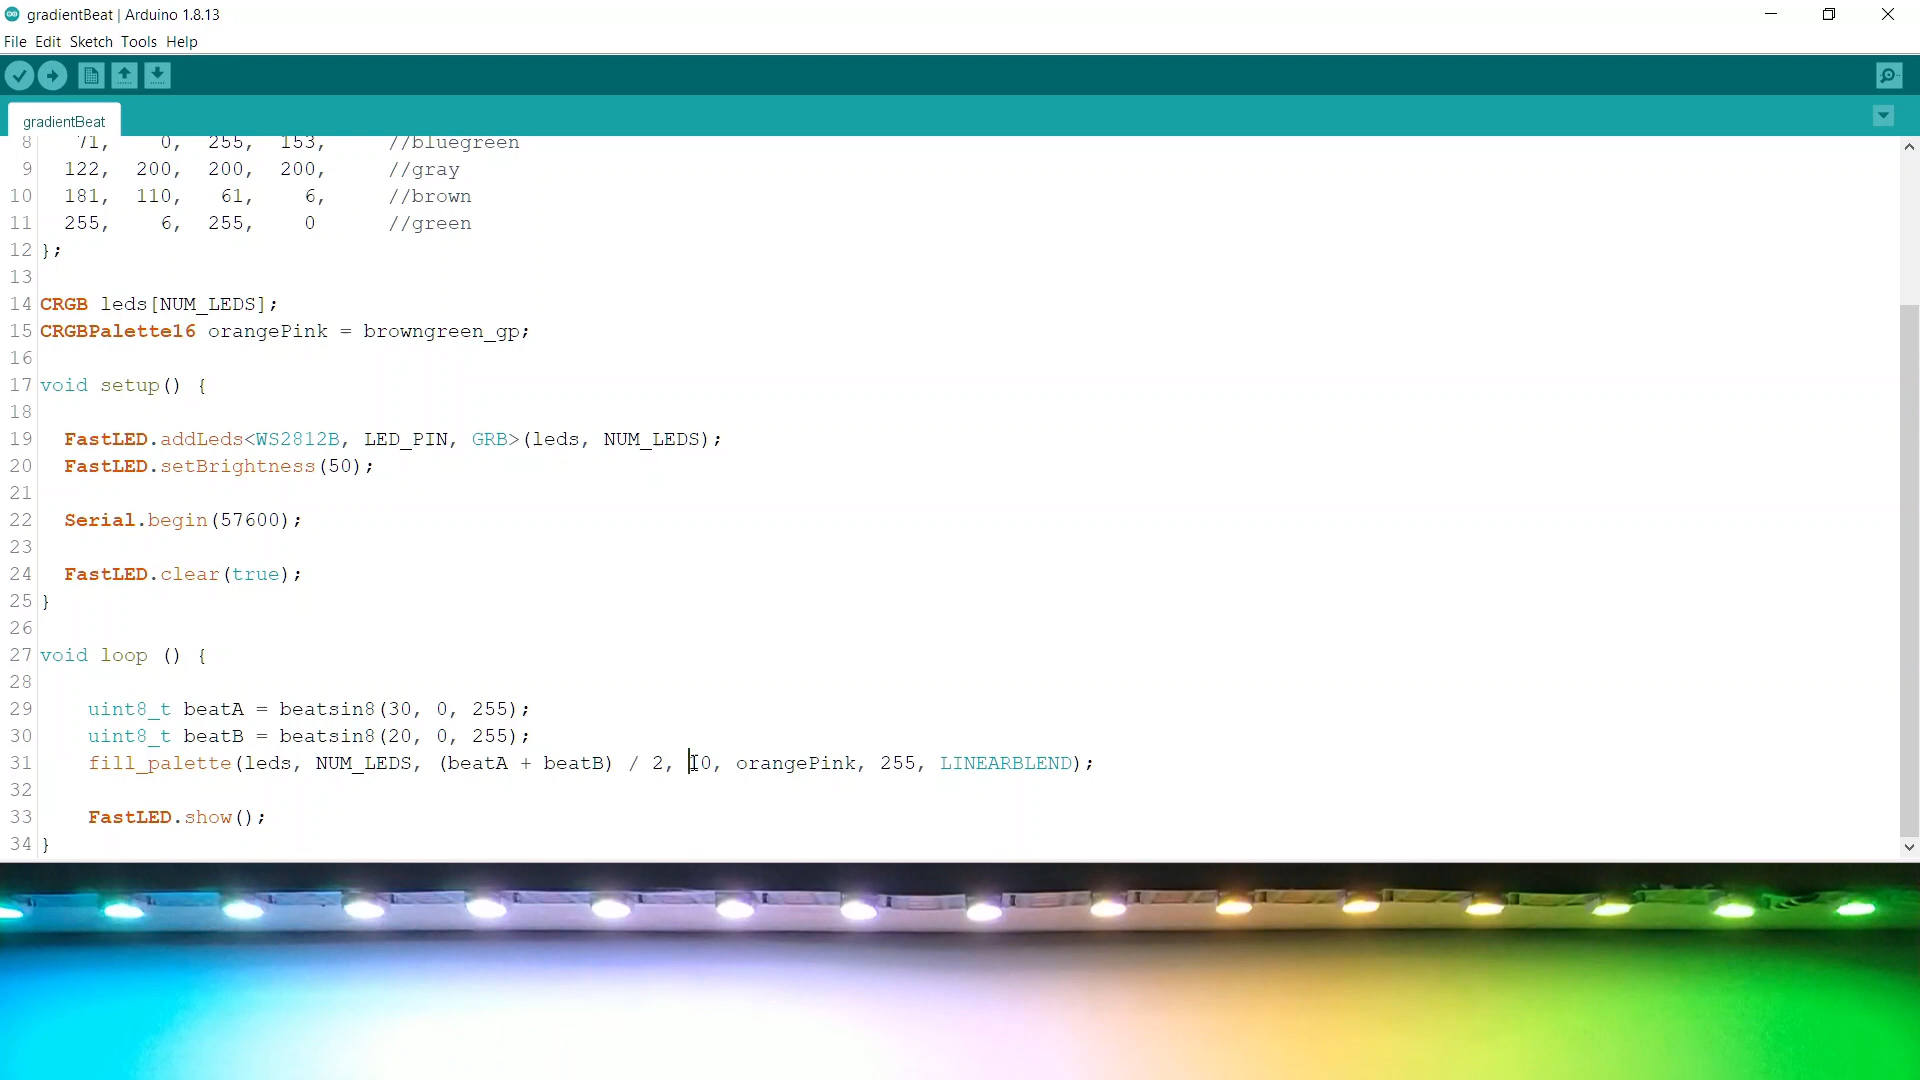 gradientBeat | Arduino 1.8.13
File Edit Sketch Tools Help
gradientBeat
8 71, 0, 255, 153, //bluegreen
9 122, 200, 200, 200, //gray
10 181, 110, 61, 6, //brown
11 255, 6, 255, 0 //green
12 };
13
14 CRGB leds[NUM_LEDS];
15 CRGBPalette16 orangePink = browngreen_gp;
16
17 void setup() {
18
19 FastLED.addLeds<WS2812B, LED_PIN, GRB>(leds, NUM_LEDS);
20 FastLED.setBrightness(50);
21
22 Serial.begin(57600);
23
24 FastLED.clear(true);
25 }
26
27 void loop () {
28
29 uint8_t beatA = beatsin8(30, 0, 255);
30 uint8_t beatB = beatsin8(20, 0, 255);
31 fill_palette(leds, NUM_LEDS, (beatA + beatB) / 2, 10, orangePink, 255, LINEARBLEND);
32
33 FastLED.show();
34 }